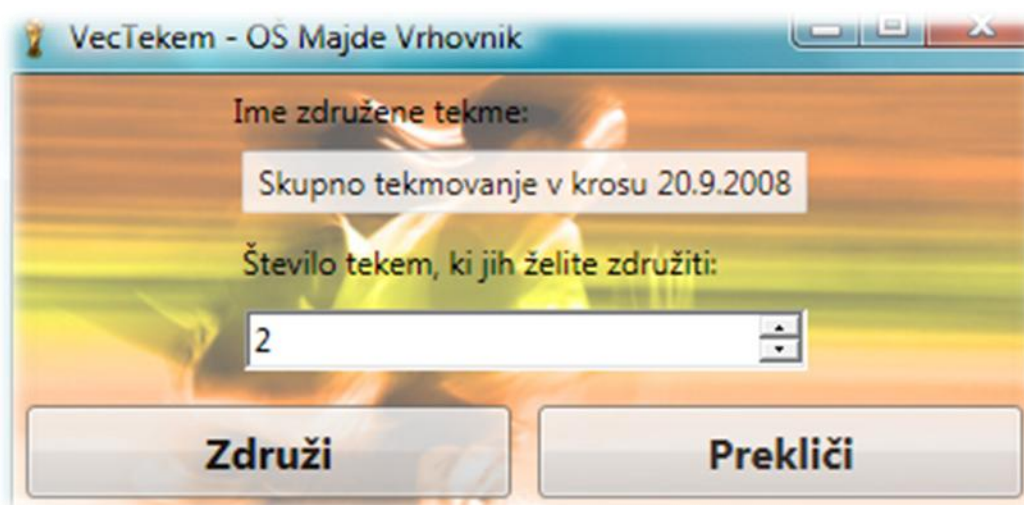 VecTekem - OŠ Majde Vrhovnik
Ime združene tekme:
Skupno tekmovanje v krosu 20.9.2008
Število tekem, ki jih želite združiti:
2
Združi
Prekliči